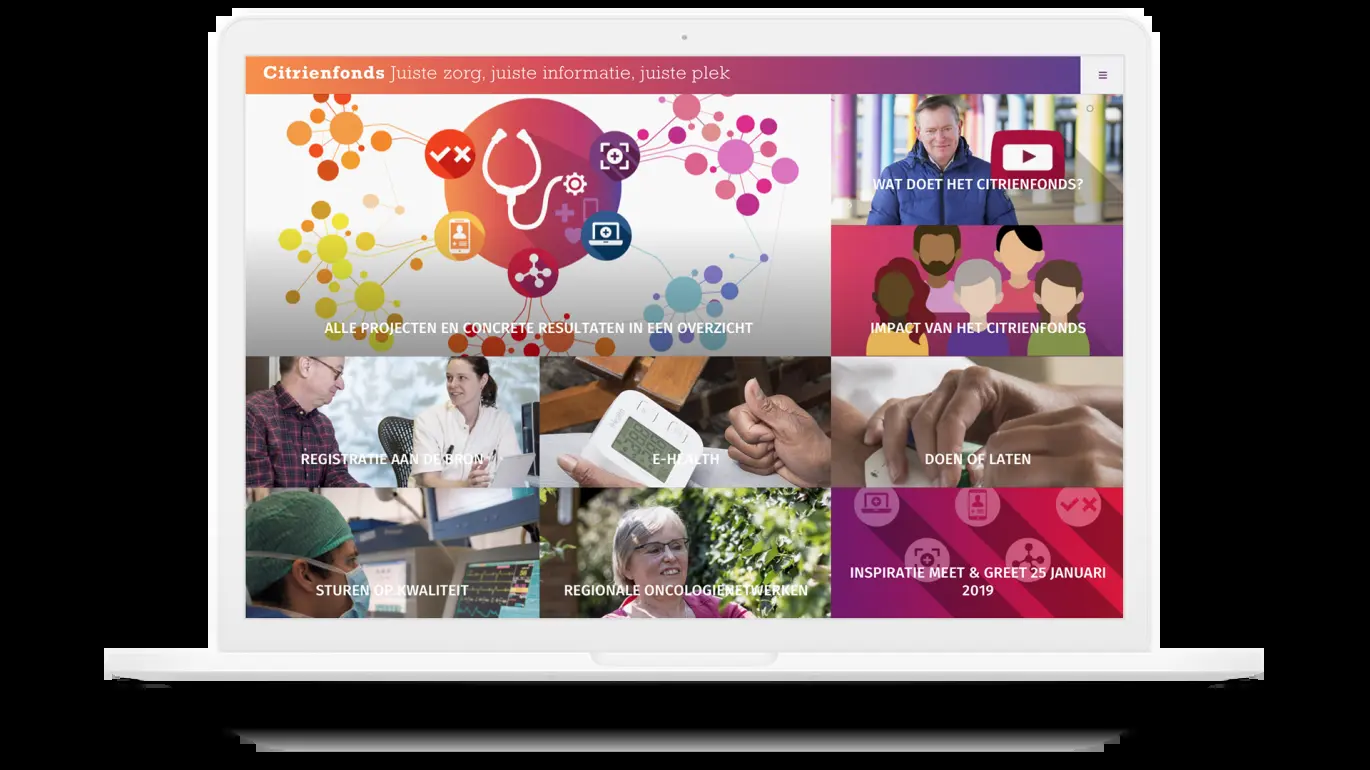 Citrienfonds Juiste zorg, juiste informatie, juiste plek
WAT DOET HET CITRIENFONDS?
ALLE PROJECTEN EN CONCRETE RESULTATEN IN EEN OVERZICHT
IMPACT VAN HET CITRIENFONDS
REGISTRATIE AAN DE BRON
E-HEALTH
DOEN OF LATEN
STUREN OP KWALITEIT
REGIONALE ONCOLOGIENETWERKEN
INSPIRATIE MEET & GREET 25 JANUARI
2019